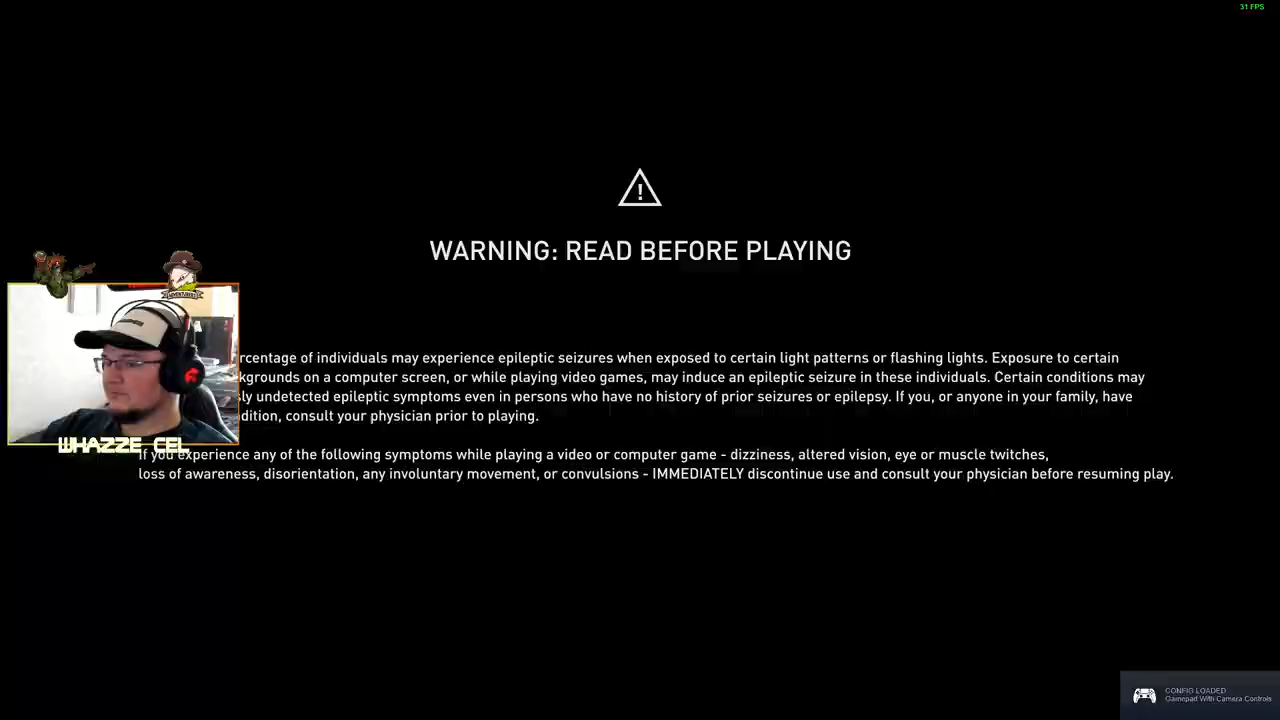 31 FPS
WARNING: READ BEFORE PLAYING
rcentage of individuals may experience epileptic seizures when exposed to certain light patterns or flashing lights. Exposure to certain
kgrounds on a computer screen, or while playing video games, may induce an epileptic seizure in these individuals. Certain conditions may
sly undetected epileptic symptoms even in persons who have no history of prior seizures or epilepsy. If you, or anyone in your family, have
dition, consult your physician prior to playing.
WHAZZE CEL
If you experience any of the following symptoms while playing a video or computer game - dizziness, altered vision, eye or muscle twitches,
loss of awareness, disorientation, any involuntary movement, or convulsions - IMMEDIATELY discontinue use and consult your physician before resuming play.
CONFIG LOADED
Gamepad With Camera Controls